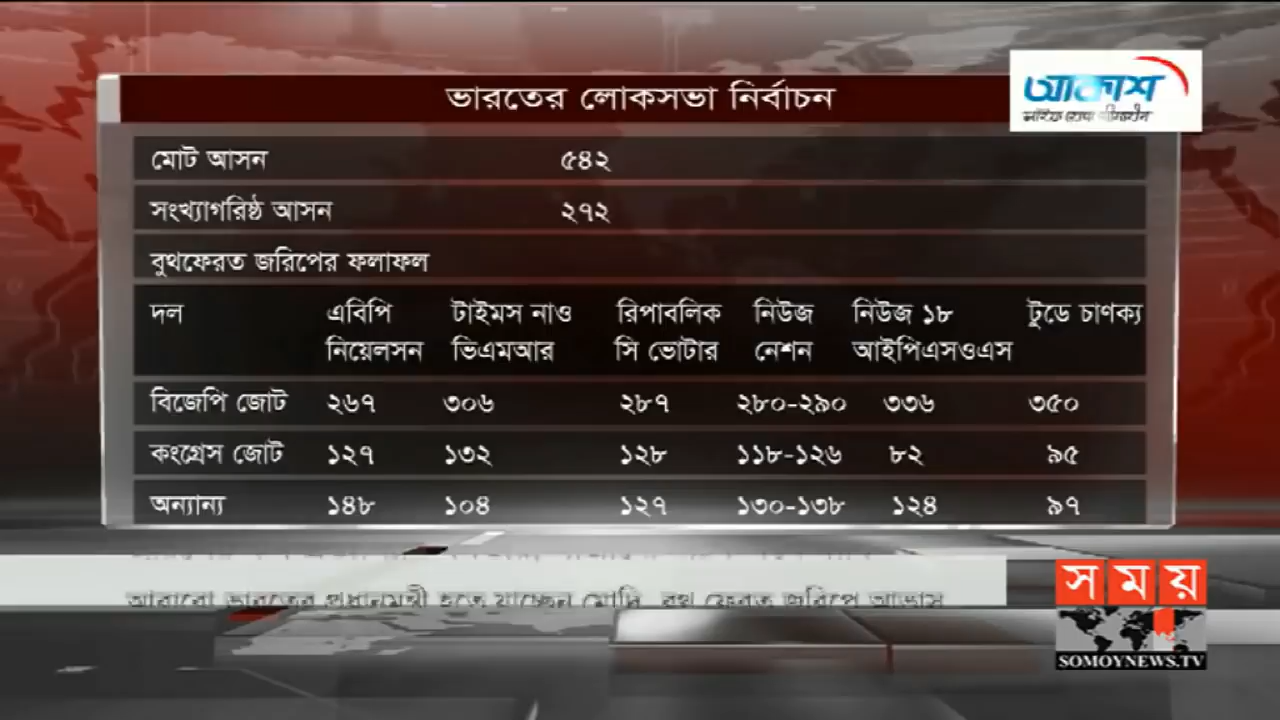 ভারতের লোকসভা নির্বাচন
আকাশ
মোট আসন ৫৪২
সংখ্যাগরিষ্ঠ আসন ২৭২
বুথফেরত জরিপের ফলাফল
দল এবিপি টাইমস নাও রিপাবলিক নিউজ নিউজ ১৮ টুডে চাণক্য
নিয়েলসন ভিএমআর সি ভোটার নেশন আইপিএসওএস
বিজেপি জোট ২৬৭ ৩০৬ ২৮৭ ২৮০-২৯০ ৩৩৬ ৩৫০
কংগ্রেস জোট ১২৭ ১৩২ ১২৮ ১১৮-১২৬ ৮২ ৯৫
অন্যান্য ১৪৮ ১০৪ ১২৭ ১৩০-১৩৮ ১২৪ ৯৭
আবারো ভারতের প্রধানমন্ত্রী হতে যাচ্ছেন মোদি, বুথ ফেরত জরিপে আভাস
সময়
SOMOYNEWS.TV